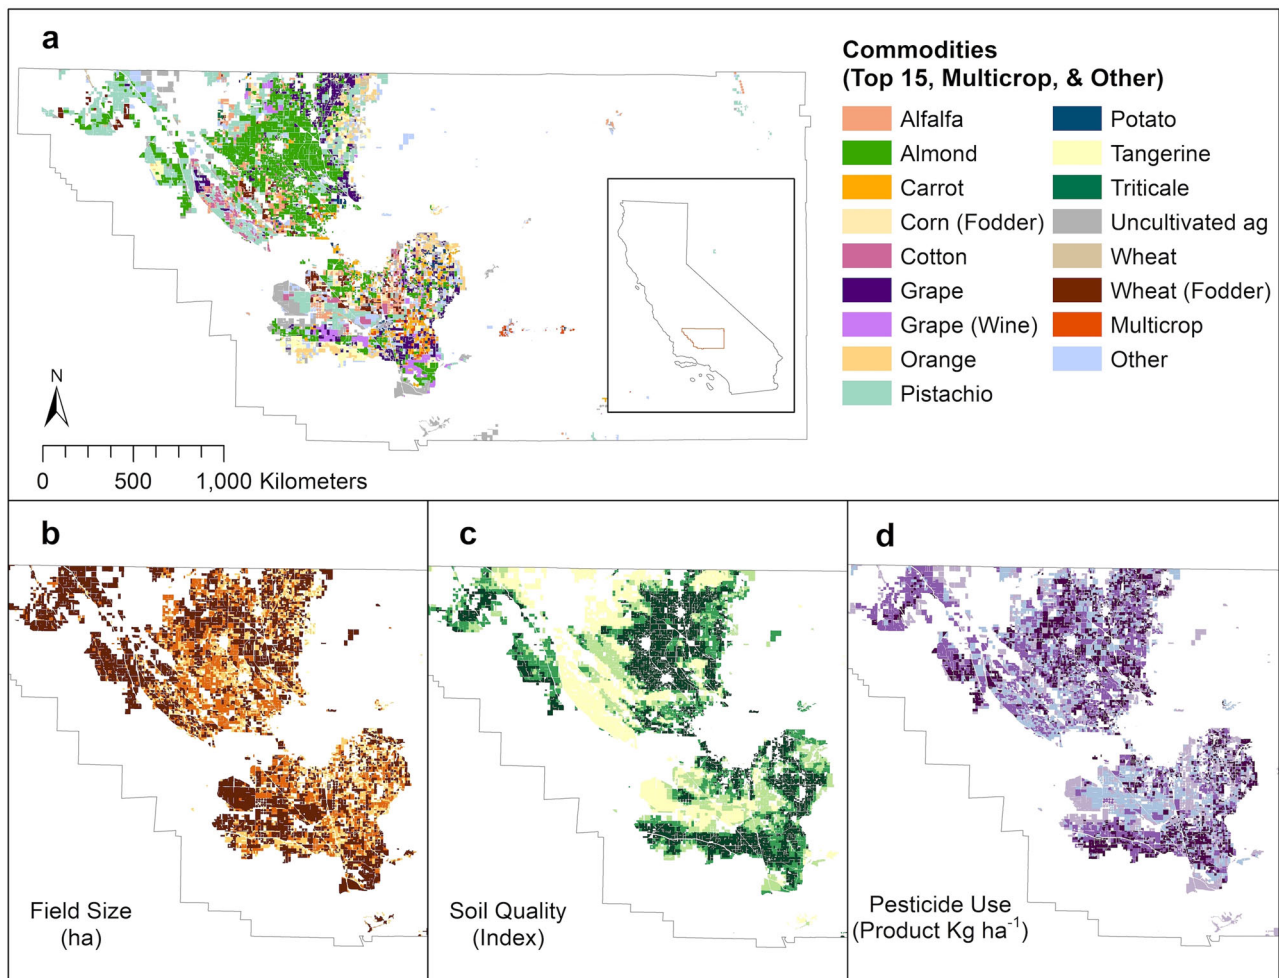 a
Commodities
(Top 15, Multicrop, & Other)
Alfalfa
Almond
Carrot
Corn (Fodder)
Cotton
Grape
Grape (Wine)
Orange
Pistachio
Potato
Tangerine
Triticale
Uncultivated ag
Wheat
Wheat (Fodder)
Multicrop
Other
N
0 500 1,000 Kilometers
b
Field Size
(ha)
c
Soil Quality
(Index)
d
Pesticide Use
(Product Kg ha⁻¹)